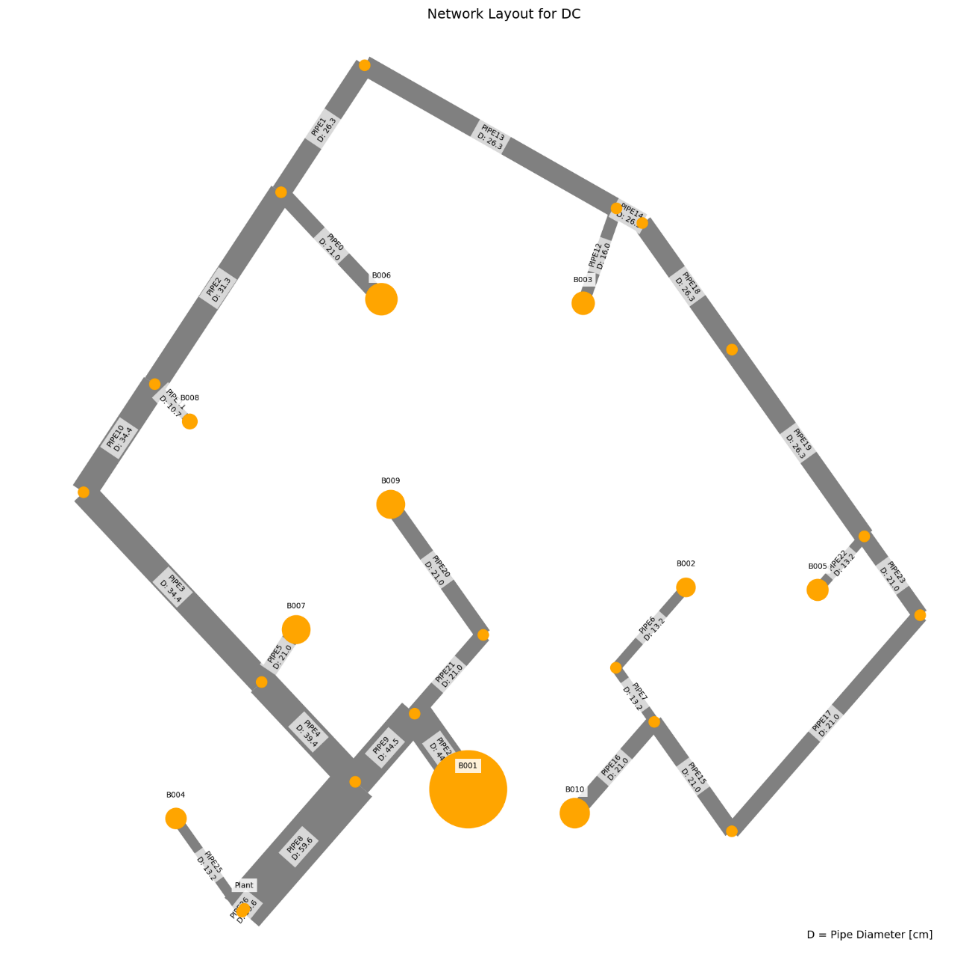 Network Layout for DC
PIPE1
D: 26.3
PIPE13
D: 26.3
PIPE14
PIPE0
D: 21.0
PIPE12
D: 16.0
B006
B003
PIPE2
D: 31.3
PIPE18
D: 26.3
B008
D: 10.7
PIPE10
D: 34.4
PIPE19
D: 26.3
B009
PIPE20
D: 21.0
B002
B005
D: 13.2
PIPE23
D: 21.0
PIPE3
D: 34.4
B007
PIPE5
D: 21.0
PIPE6
D: 13.2
PIPE21
D: 21.0
PIPE7
D: 13.2
PIPE17
D: 21.0
PIPE4
D: 39.4
PIPE9
D: 44.5
B001
PIPE16
D: 21.0
PIPE15
D: 21.0
B010
B004
PIPE8
D: 59.6
PIPE25
D: 13.2
Plant
D = Pipe Diameter [cm]